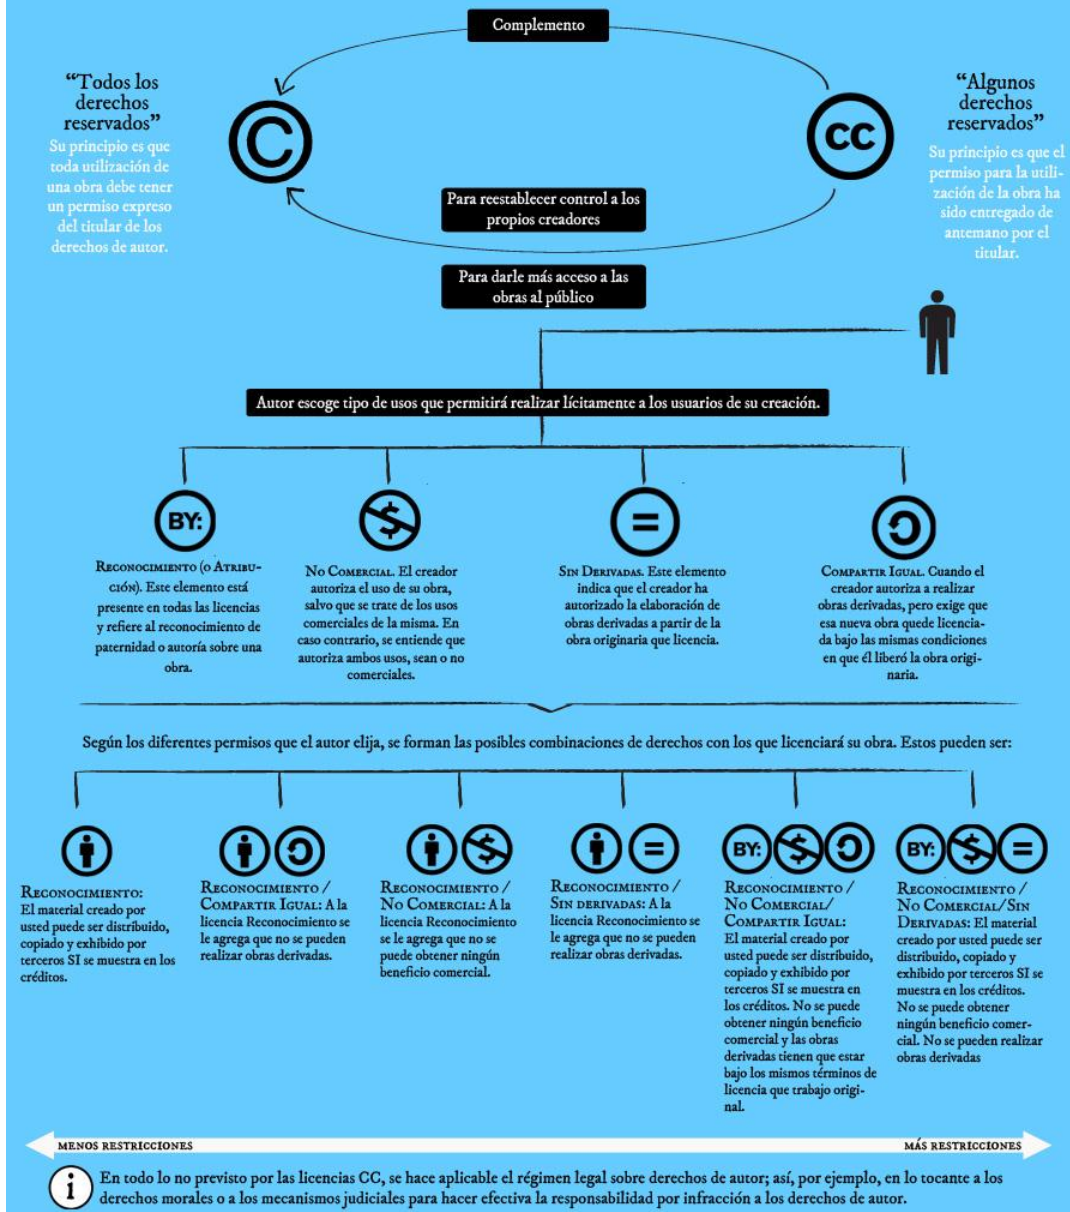 Complemento
“Todos los
derechos
reservados”
Su principio es que
toda utilización de
una obra debe tener
un permiso expreso
del titular de los
derechos de autor.
C
CC
“Algunos
derechos
reservados”
Su principio es que el
permiso para la utili-
zación de la obra ha
sido entregado de
antemano por el
titular.
Para reestablecer control a los
propios creadores
Para darle más acceso a las
obras al público
Autor escoge tipo de usos que permitirá realizar lícitamente a los usuarios de su creación.
BY:
$
=
Reconocimiento (o Atribu-
ción). Este elemento está
presente en todas las licencias
y refiere al reconocimiento de
paternidad o autoría sobre una
obra.
No Comercial. El creador
autoriza el uso de su obra,
salvo que se trate de los usos
comerciales de la misma. En
caso contrario, se entiende que
autoriza ambos usos, sean o no
comerciales.
Sin Derivadas. Este elemento
indica que el creador ha
autorizado la elaboración de
obras derivadas a partir de la
obra originaria que licencia.
Compartir Igual. Cuando el
creador autoriza a realizar
obras derivadas, pero exige que
esa nueva obra quede licencia-
da bajo las mismas condiciones
en que él liberó la obra origi-
naria.
Según los diferentes permisos que el autor elija, se forman las posibles combinaciones de derechos con los que licenciará su obra. Estos pueden ser:
Reconocimiento:
El material creado por
usted puede ser distribuido,
copiado y exhibido por
terceros SI se muestra en los
créditos.
Reconocimiento /
Compartir Igual: A la
licencia Reconocimiento se
le agrega que no se pueden
realizar obras derivadas.
$
Reconocimiento /
No Comercial: A la
licencia Reconocimiento
se le agrega que no se
puede obtener ningún
beneficio comercial.
=
Reconocimiento /
Sin derivadas: A la
licencia Reconocimiento se
le agrega que no se pueden
realizar obras derivadas.
BY: $
Reconocimiento /
No Comercial/
Compartir Igual:
El material creado por
usted puede ser distribuido,
copiado y exhibido por
terceros SI se muestra en
los créditos. No se puede
obtener ningún beneficio
comercial y las obras
derivadas tienen que estar
bajo los mismos términos de
licencia que trabajo origi-
nal.
BY: $ =
Reconocimiento /
No Comercial/Sin
Derivadas: El material
creado por usted puede ser
distribuido, copiado y
exhibido por terceros SI se
muestra en los créditos.
No se puede obtener
ningún beneficio comer-
cial. No se pueden realizar
obras derivadas
MENOS RESTRICCIONES
MÁS RESTRICCIONES
i
En todo lo no previsto por las licencias CC, se hace aplicable el régimen legal sobre derechos de autor; así, por ejemplo, en lo tocante a los
derechos morales o a los mecanismos judiciales para hacer efectiva la responsabilidad por infracción a los derechos de autor.